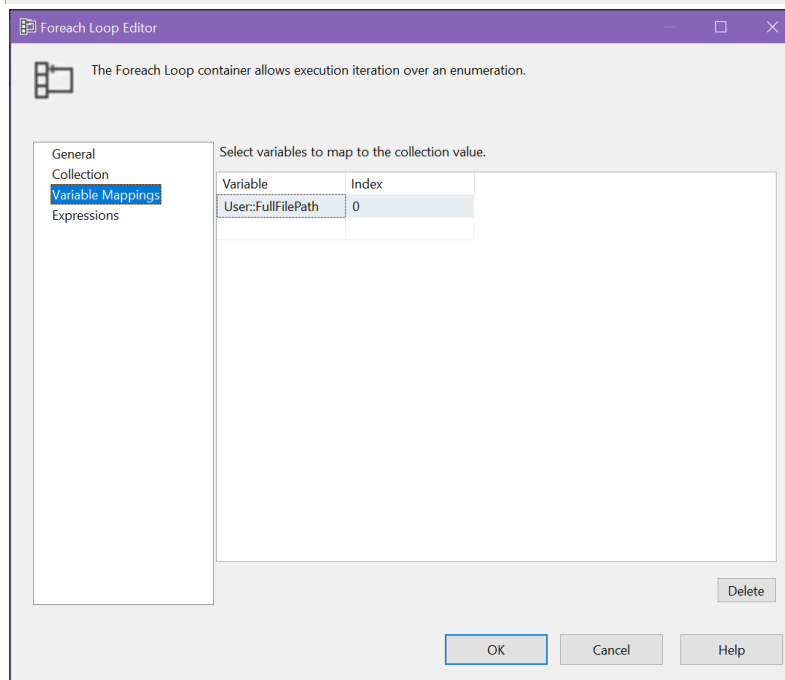 Foreach Loop Editor
The Foreach Loop container allows execution iteration over an enumeration.
General
Collection
Variable Mappings
Expressions
Select variables to map to the collection value.
Variable Index
User::FullFilePath 0
Delete
OK Cancel Help